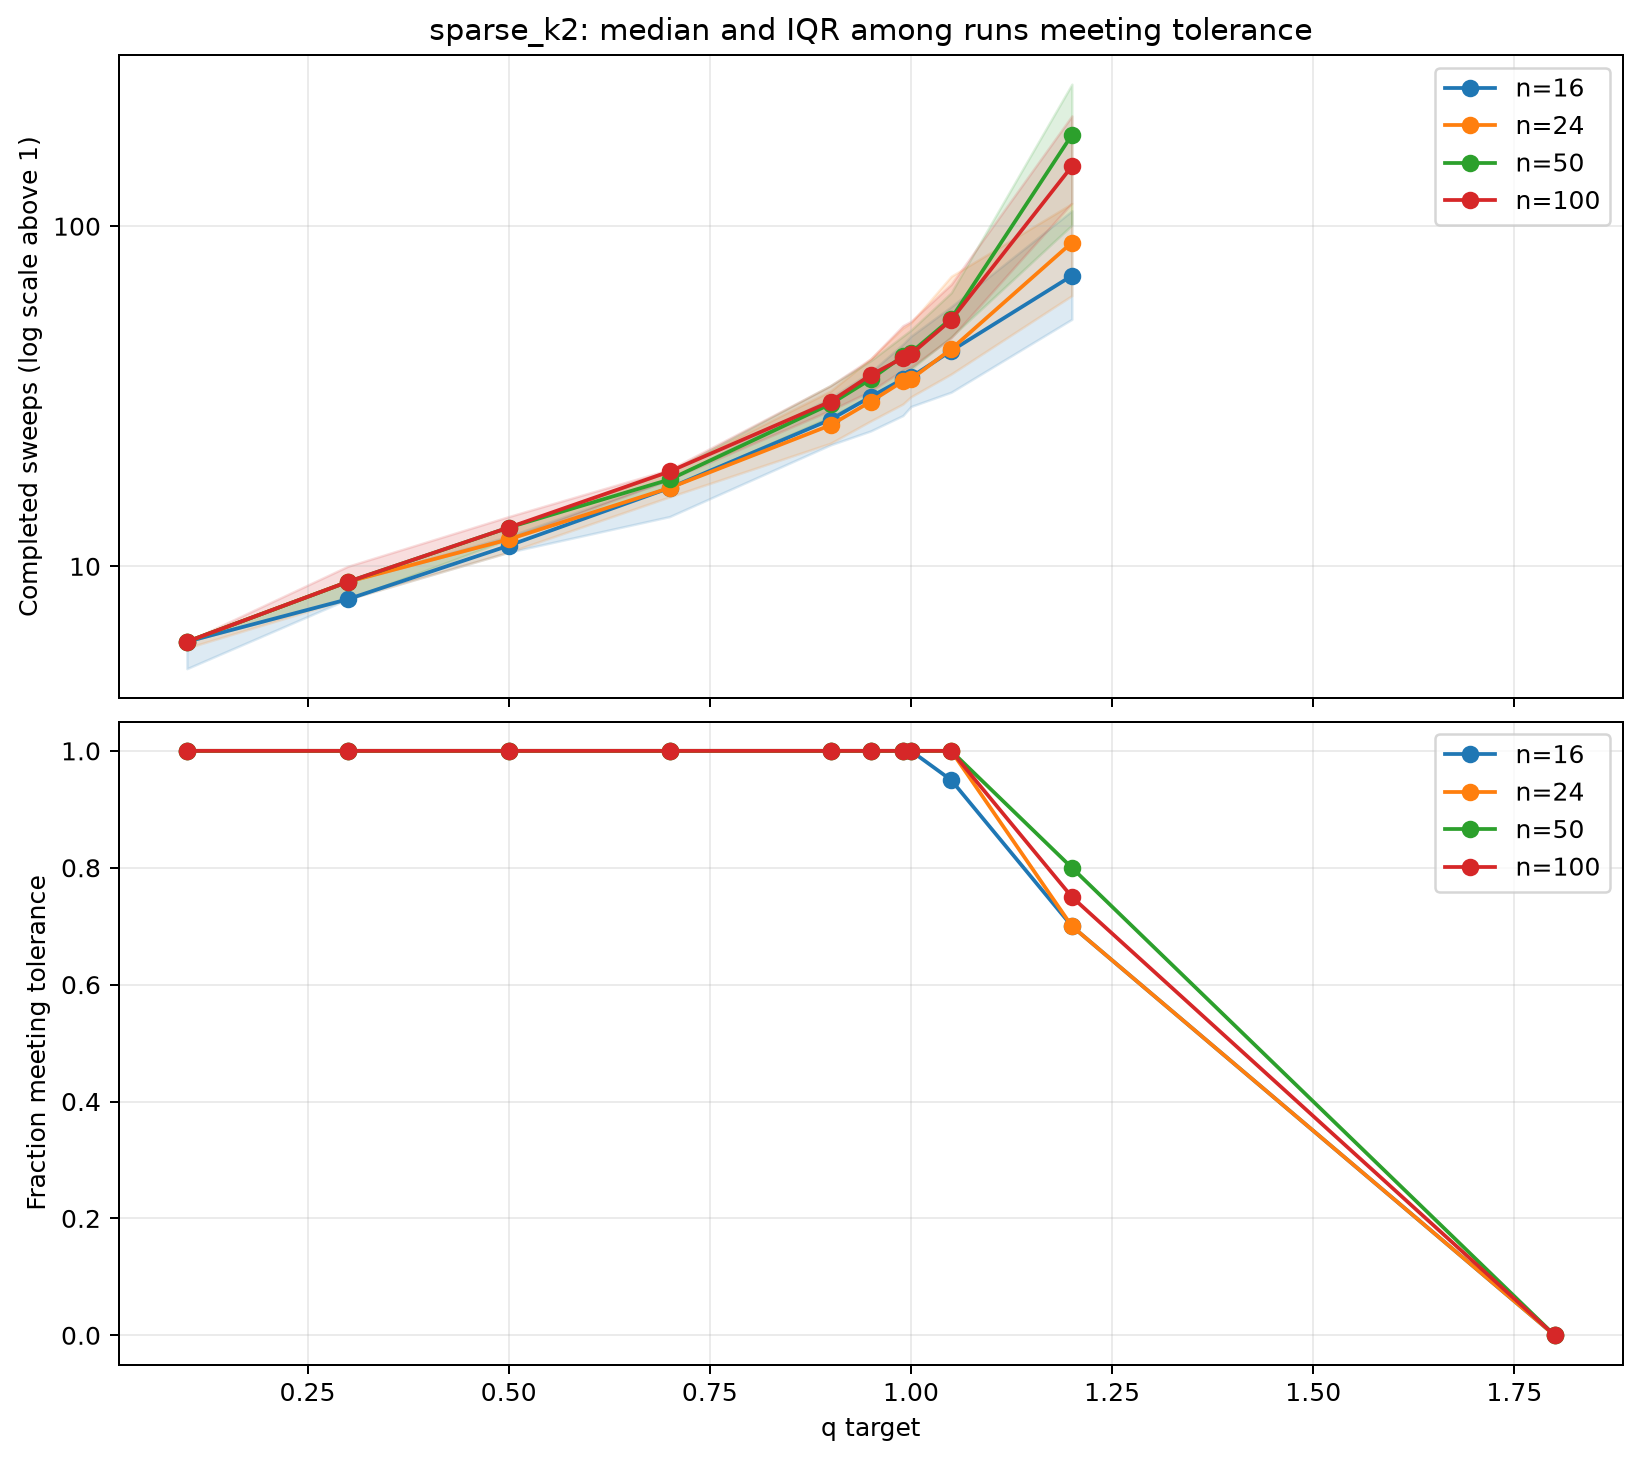 sparse_k2: median and IQR among runs meeting tolerance
Completed sweeps (log scale above 1)
100
10
n=16
n=24
n=50
n=100
Fraction meeting tolerance
1.0
0.8
0.6
0.4
0.2
0.0
n=16
n=24
n=50
n=100
0.25 0.50 0.75 1.00 1.25 1.50 1.75
q target